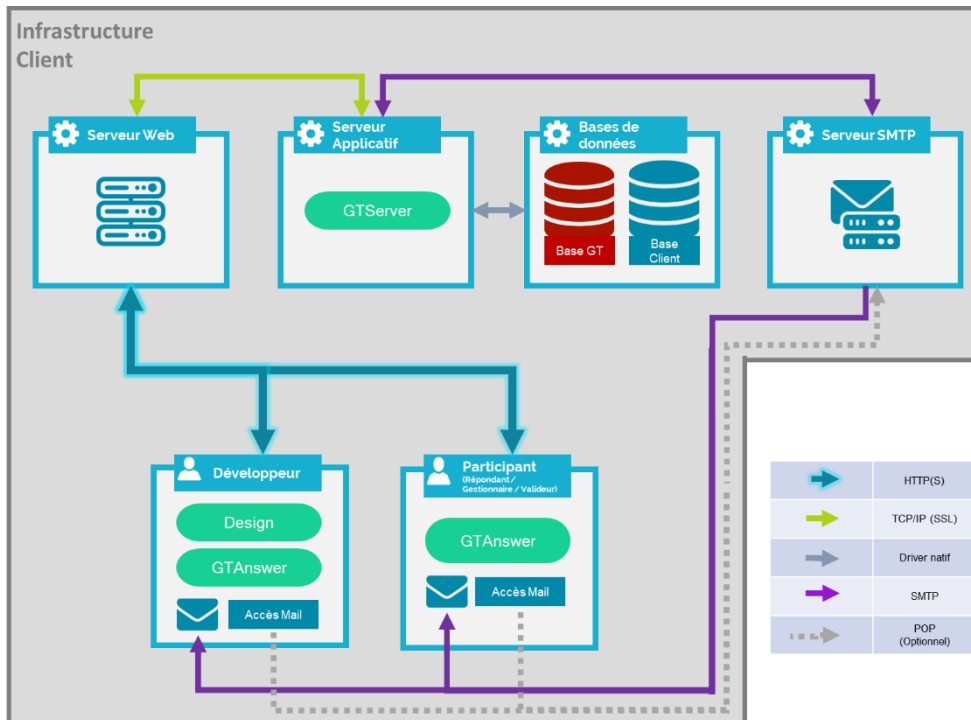 Infrastructure
Client
Serveur Web
Serveur
Applicatif
GTServer
Bases de
données
Base GT
Base
Client
Serveur SMTP
Développeur
Design
GTAnswer
Accès Mail
Participant
(Répondant /
Gestionnaire / Valideur)
GTAnswer
Accès Mail
HTTP(S)
TCP/IP (SSL)
Driver natif
SMTP
POP
(Optionnel)